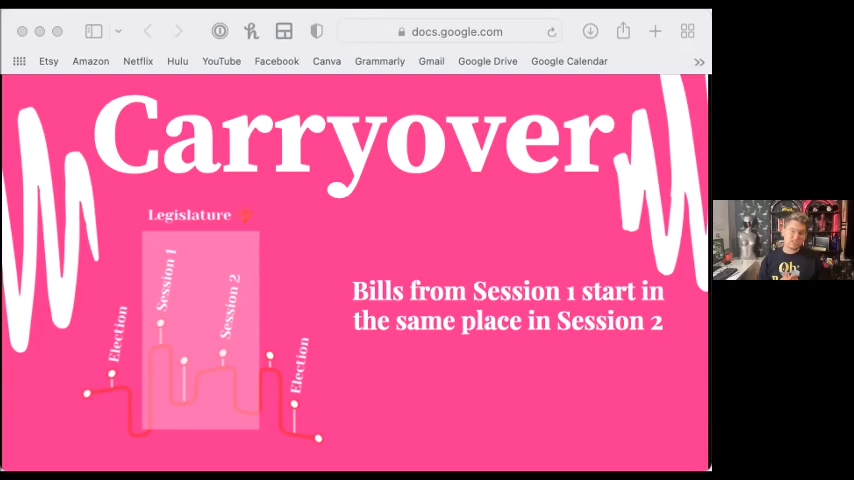 docs.google.com
Etsy Amazon Netflix Hulu YouTube Facebook Canva Grammarly Gmail Google Drive Google Calendar
Carryover
Legislature
Session 1
Session 2
Election
Election
Bills from Session 1 start in
the same place in Session 2
Oh